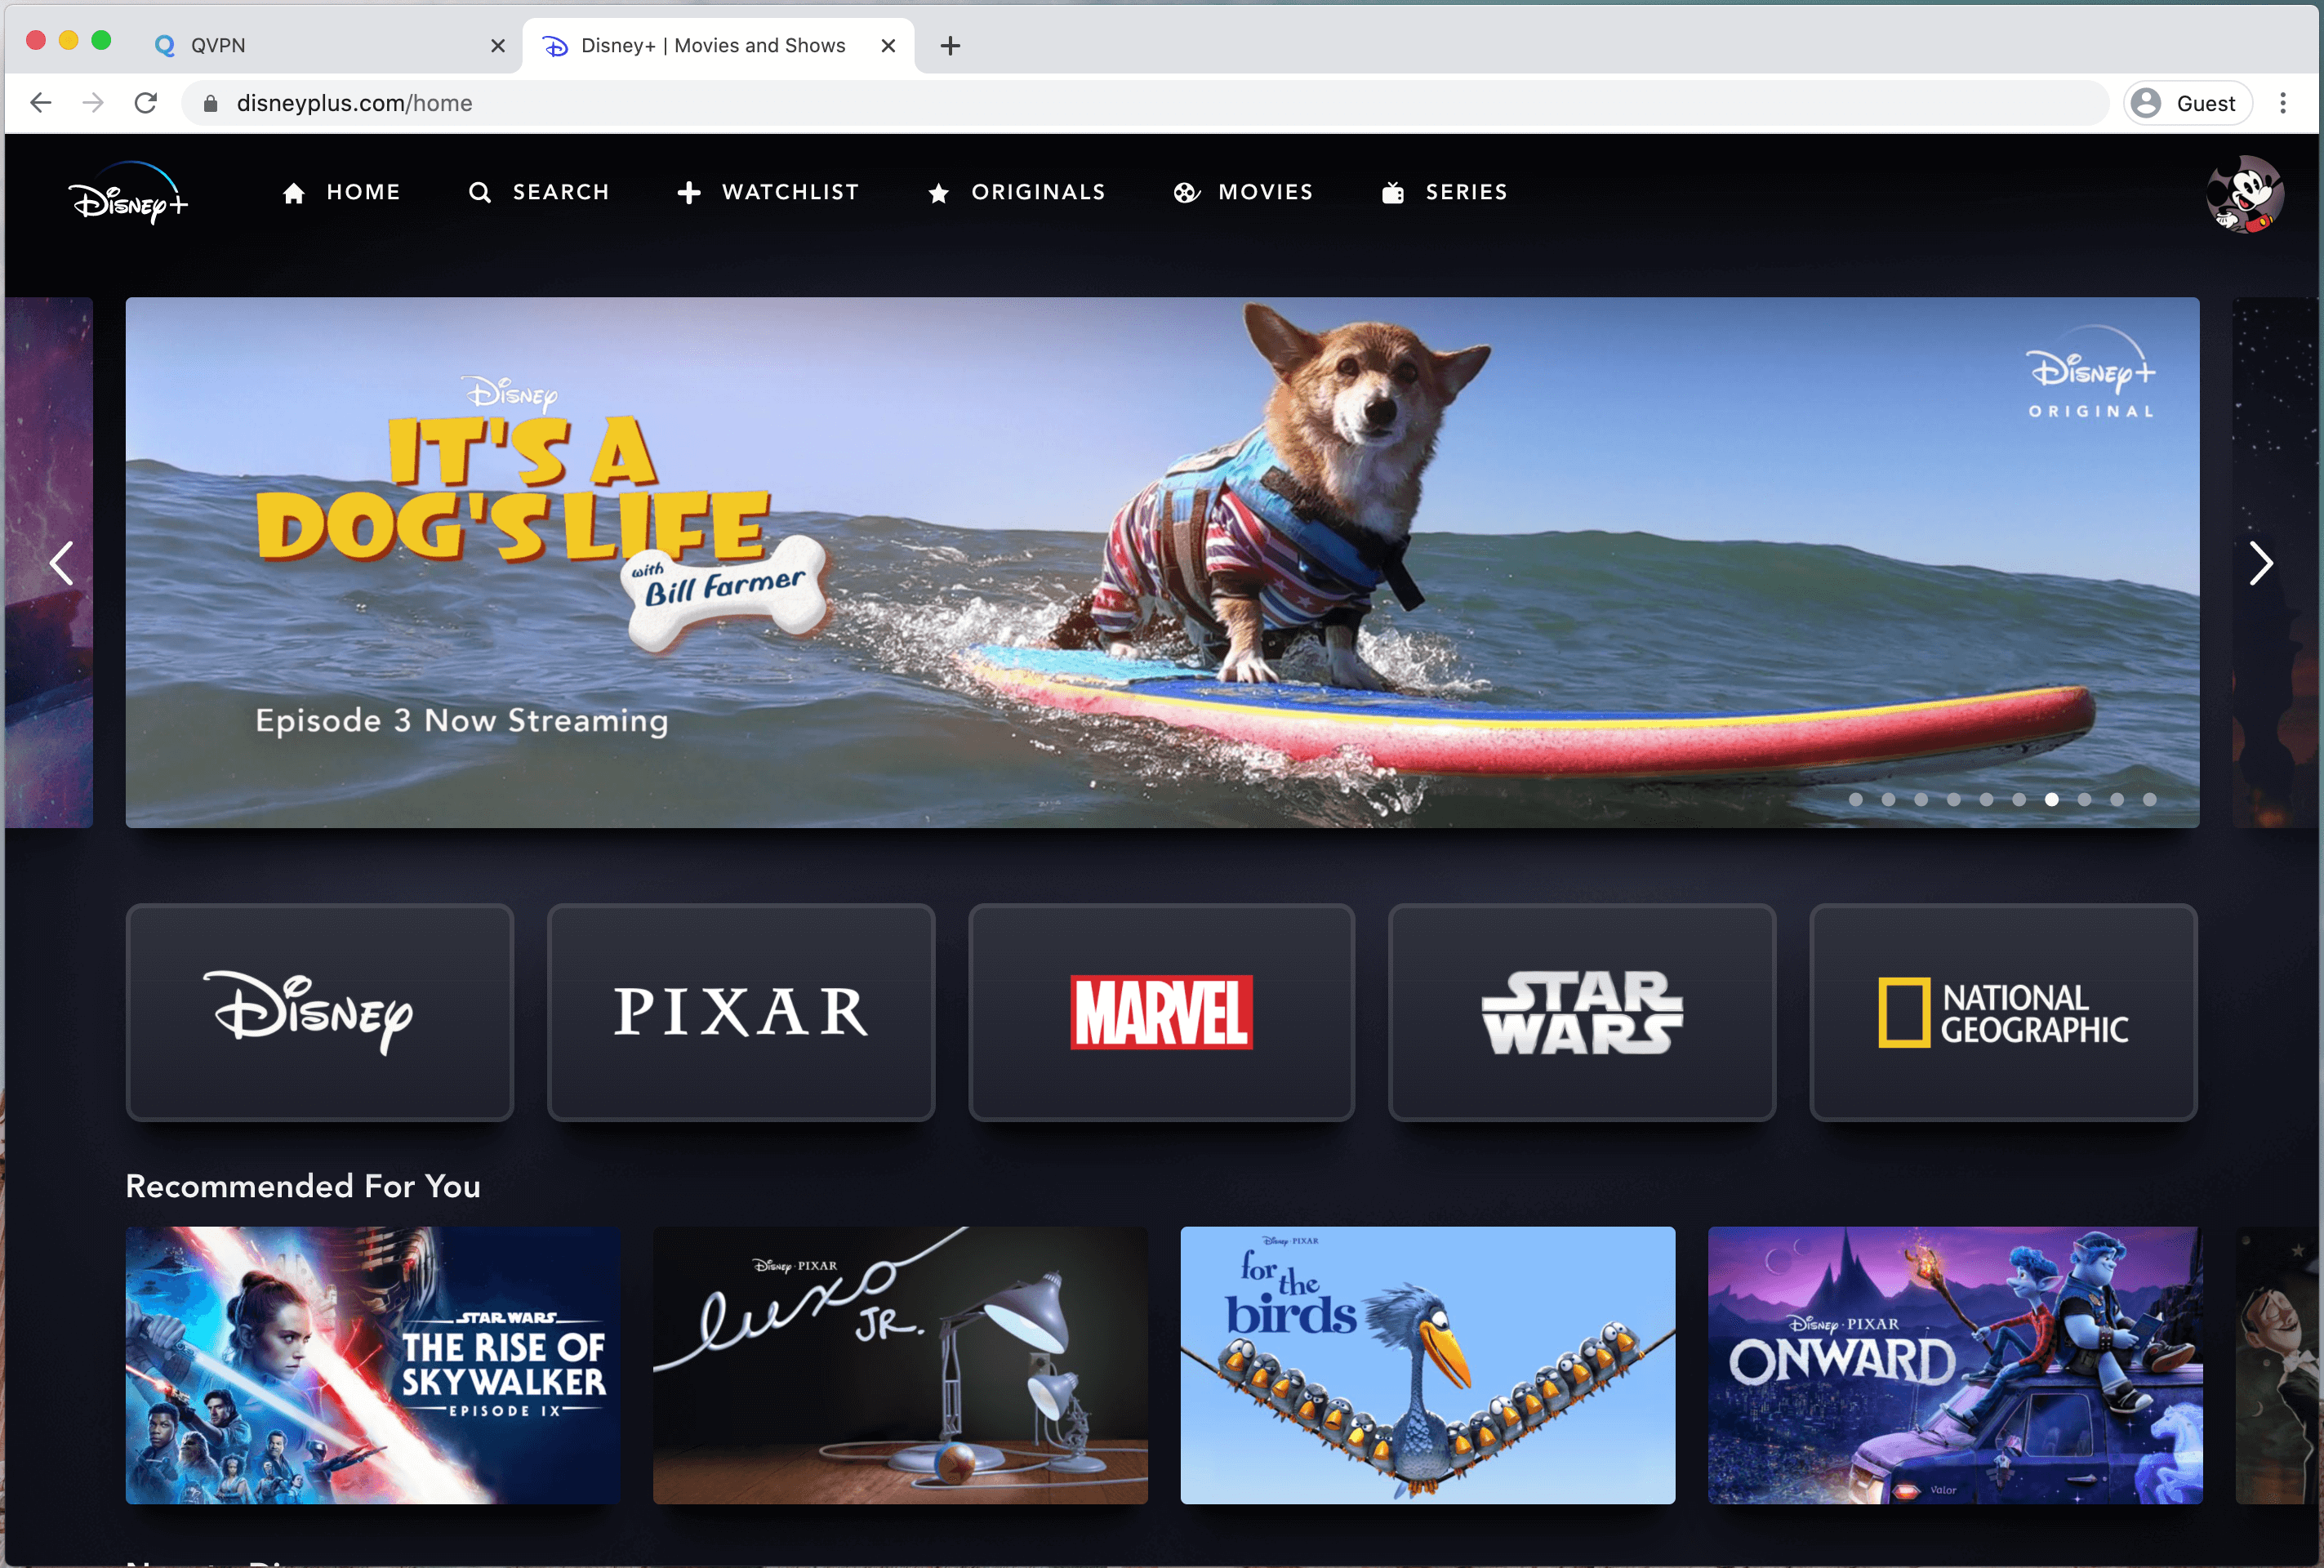 QVPN
Disney+ | Movies and Shows
disneyplus.com/home
Guest
Disney+
HOME
SEARCH
WATCHLIST
ORIGINALS
MOVIES
SERIES
Disney
IT'S A
DOG'S LIFE
with
Bill Farmer
Episode 3 Now Streaming
Disney+
ORIGINAL
Disney
PIXAR
MARVEL
STAR
WARS
NATIONAL
GEOGRAPHIC
Recommended For You
STAR WARS
THE RISE OF
SKYWALKER
EPISODE IX
Disney · PIXAR
luxo
JR.
Disney · PIXAR
for
the
birds
Disney · PIXAR
ONWARD
Valor